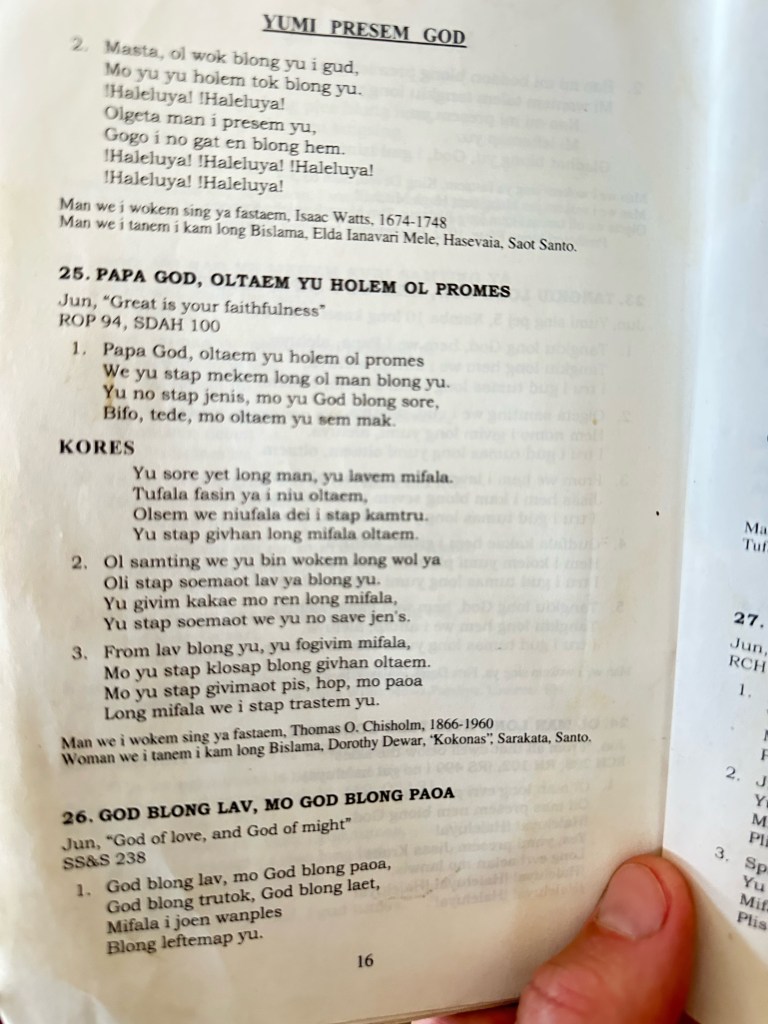 YUMI PRESEM GOD
2. Masta, ol wok blong yu i gud,
Mo yu yu holem tok blong yu.
!Haleluya! !Haleluya!
Olgeta man i presem yu,
Gogo i no gat en blong hem.
!Haleluya! !Haleluya! !Haleluya!
!Haleluya! !Haleluya!
Man we i wokem sing ya fastaem, Isaac Watts, 1674-1748
Man we i tanem i kam long Bislama, Elda Ianavari Mele, Hasevaia, Saot Santo.
25. PAPA GOD, OLTAEM YU HOLEM OL PROMES
Jun, "Great is your faithfulness"
ROP 94, SDAH 100
1. Papa God, oltaem yu holem ol promes
We yu stap mekem long ol man blong yu.
Yu no stap jenis, mo yu God blong sore,
Bifo, tede, mo oltaem yu sem mak.
KORES
Yu sore yet long man, yu lavem mifala.
Tufala fasin ya i niu oltaem,
Olsem we niufala dei i stap kamtru.
Yu stap givhan long mifala oltaem.
2. Ol samting we yu bin wokem long wol ya
Oli stap soemaot lav ya blong yu.
Yu givim kakae mo ren long mifala,
Yu stap soemaot we yu no save jen's.
3. From lav blong yu, yu fogivim mifala,
Mo yu stap klosap blong givhan oltaem.
Mo yu stap givimaot pis, hop, mo paoa
Long mifala we i stap trastem yu.
Man we i wokem sing ya fastaem, Thomas O. Chisholm, 1866-1960
Woman we i tanem i kam long Bislama, Dorothy Dewar, "Kokonas", Sarakata, Santo.
26. GOD BLONG LAV, MO GOD BLONG PAOA
Jun, "God of love, and God of might"
SS&S 238
1. God blong lav, mo God blong paoa,
God blong trutok, God blong laet,
Mifala i joen wanples
Blong leftemap yu.
16
Ma
Tuf
27.
Jun,
RCH
1.
2. J
Y
M
Pli
3. Sp
Yu
Mif
Plis